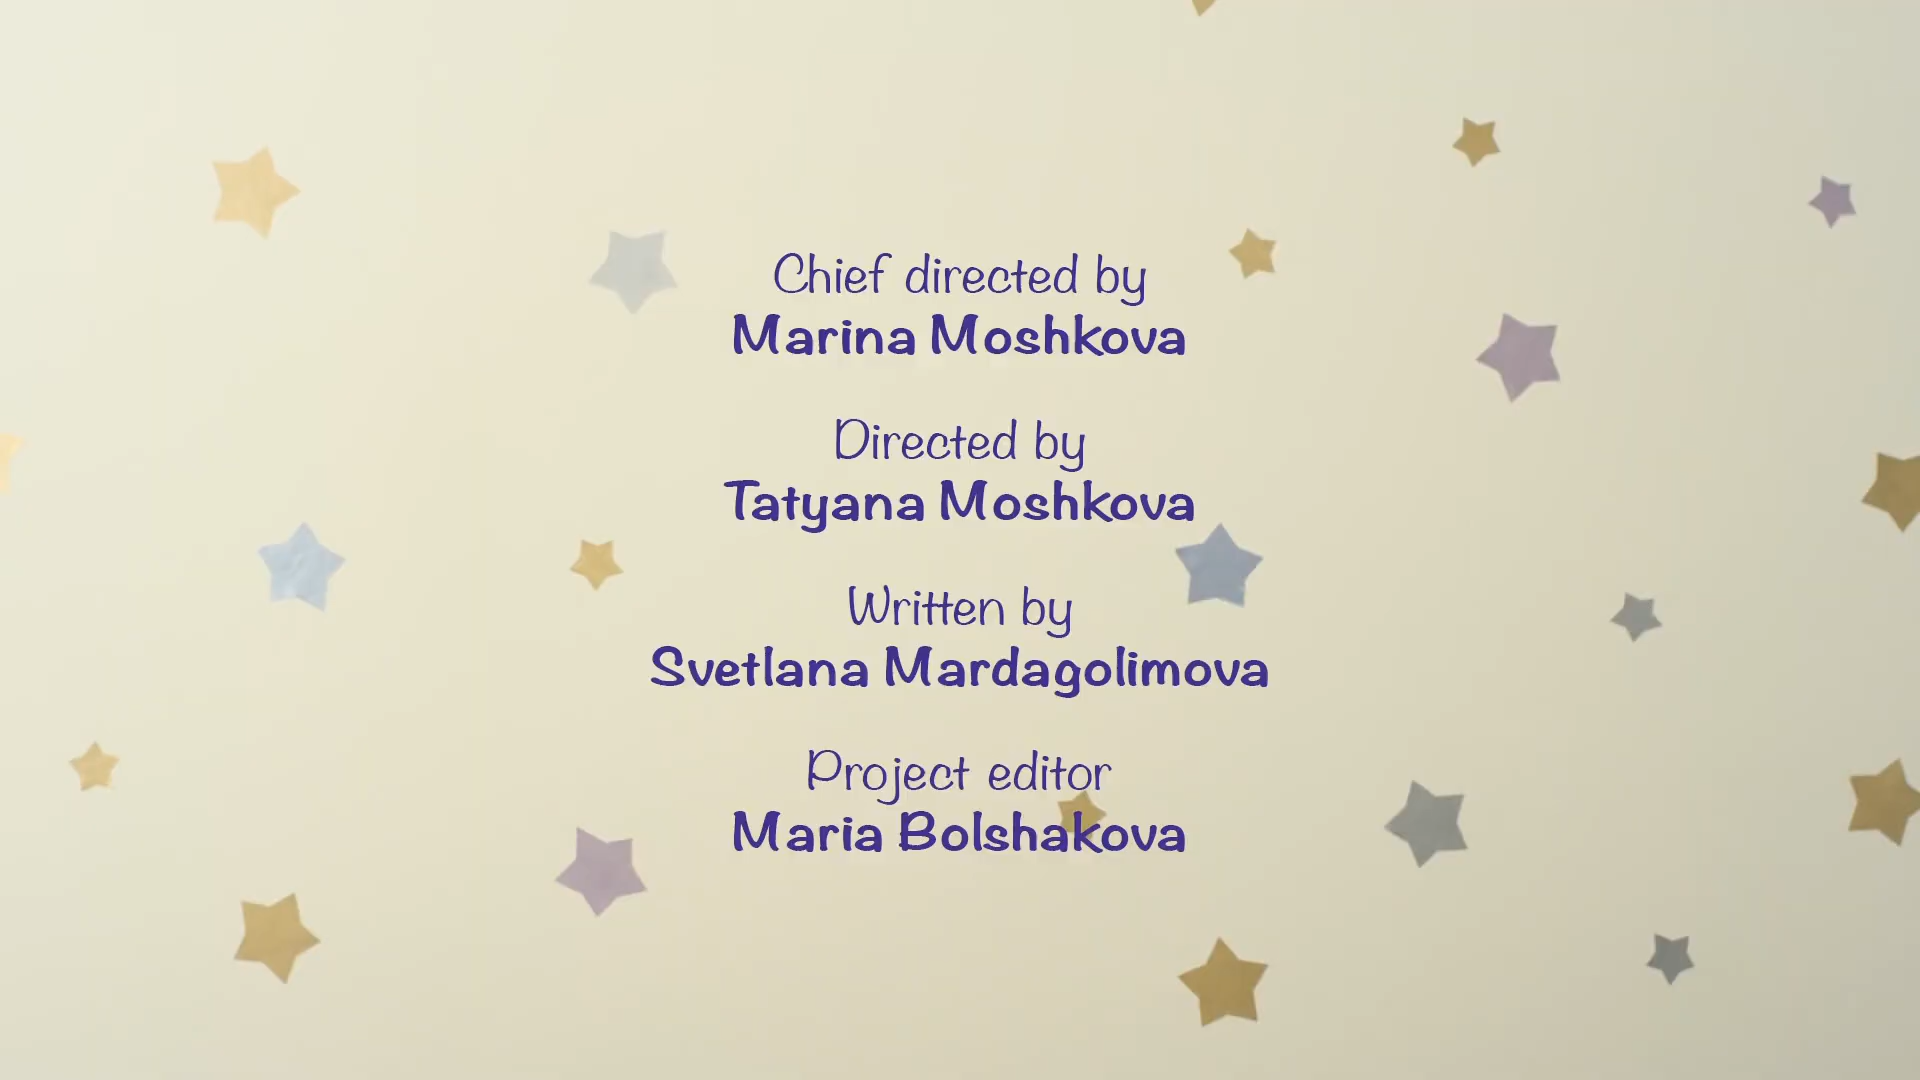 Chief directed by
Marina Moshkova
Directed by
Tatyana Moshkova
Written by
Svetlana Mardagolimova
Project editor
Maria Bolshakova